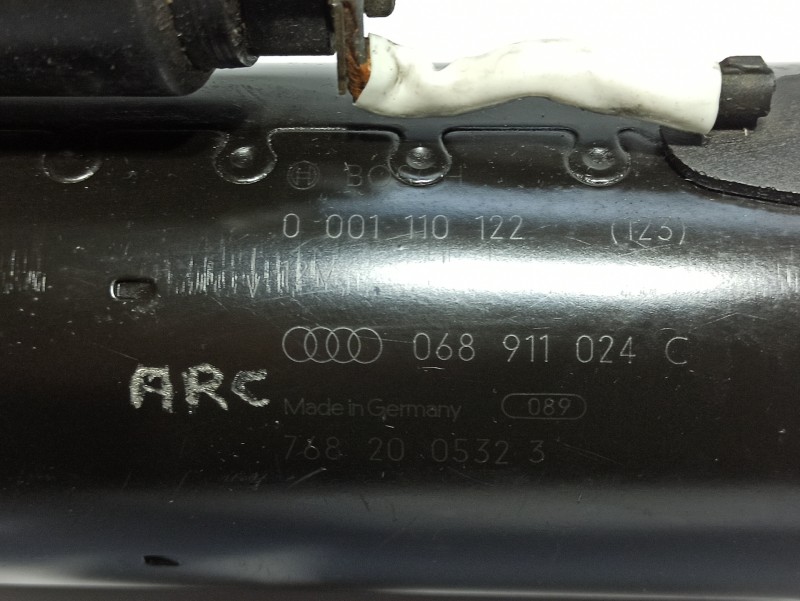 BOSCH
0 001 110 122 (123)
068 911 024 C
ARC
Made in Germany 089
768 20 0532 3